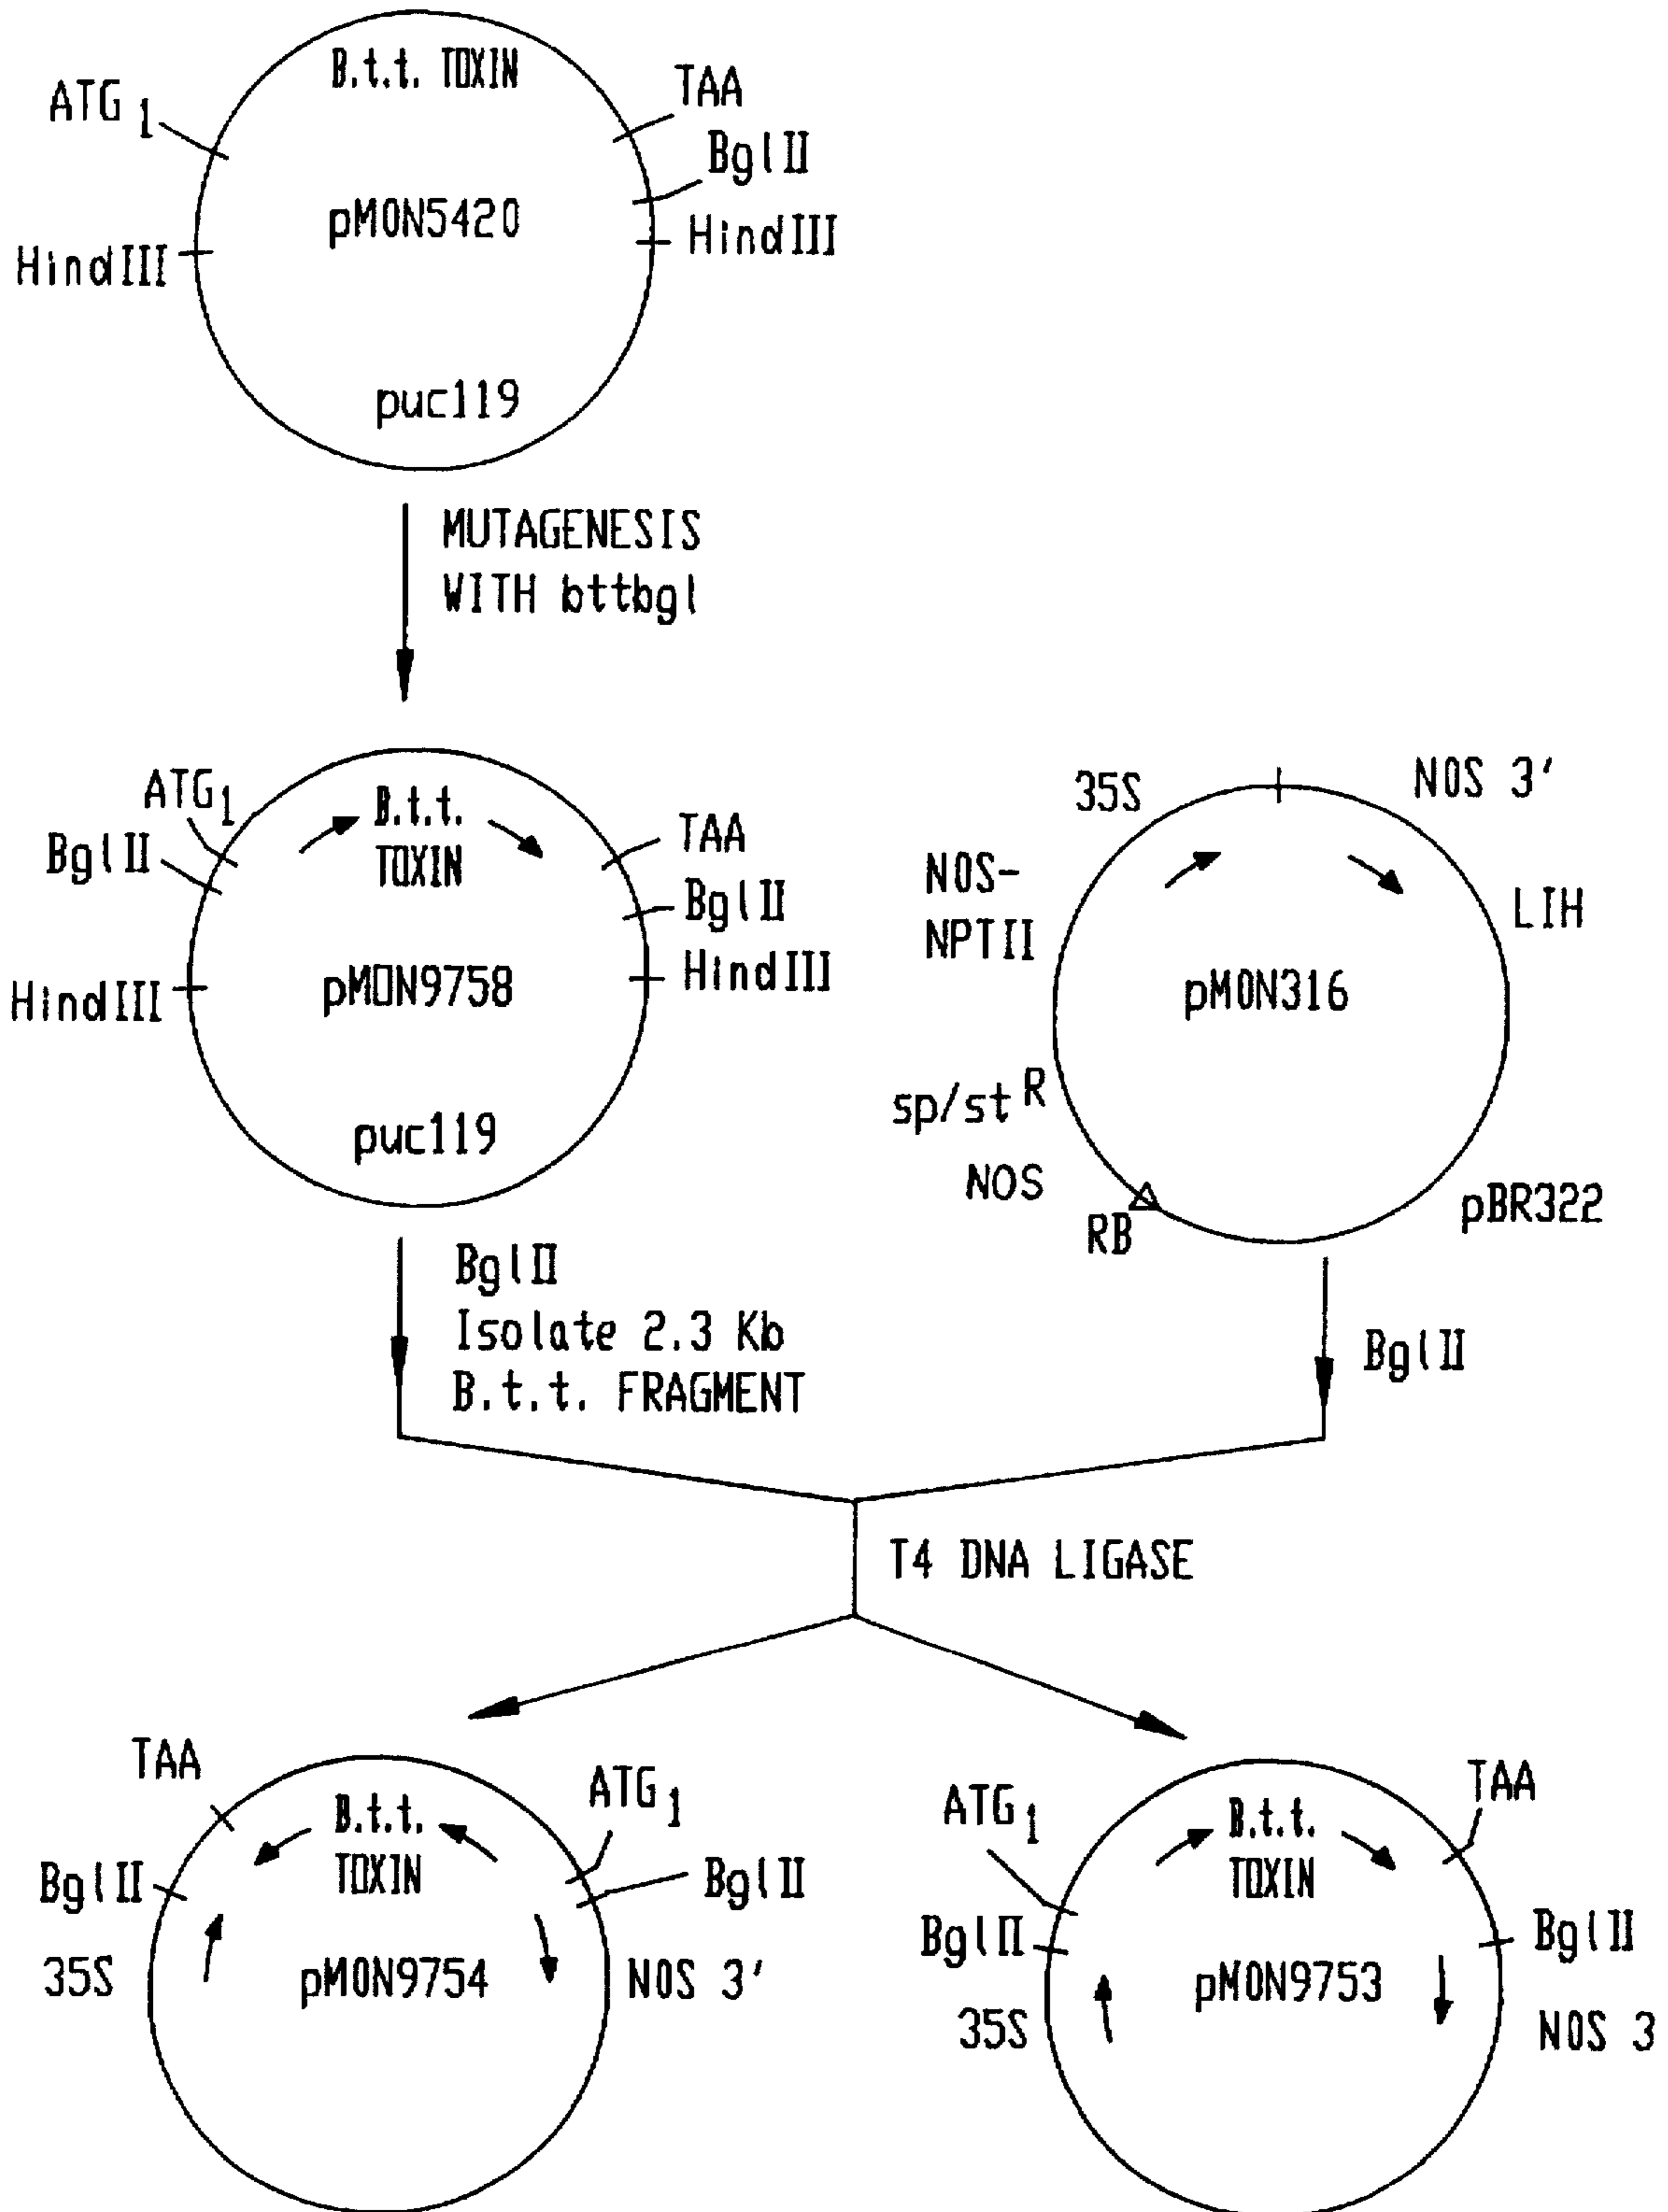 B.t.t. TOXIN
ATG1
TAA
BglII
pMON5420
HindIII
HindIII
puc119
MUTAGENESIS
WITH bttbgl
ATG1
BglII
B.t.t.
TOXIN
TAA
BglII
HindIII
pMON9758
HindIII
puc119
35S
NOS 3'
NOS-
NPTII
LIH
pMON316
sp/st R
NOS
RB
pBR322
BglII
Isolate 2.3 Kb
B.t.t. FRAGMENT
BglII
T4 DNA LIGASE
TAA
ATG1
B.t.t.
TOXIN
BglII
BglII
35S
pMON9754
NOS 3'
ATG1
TAA
B.t.t.
TOXIN
BglII
BglII
35S
pMON9753
NOS 3